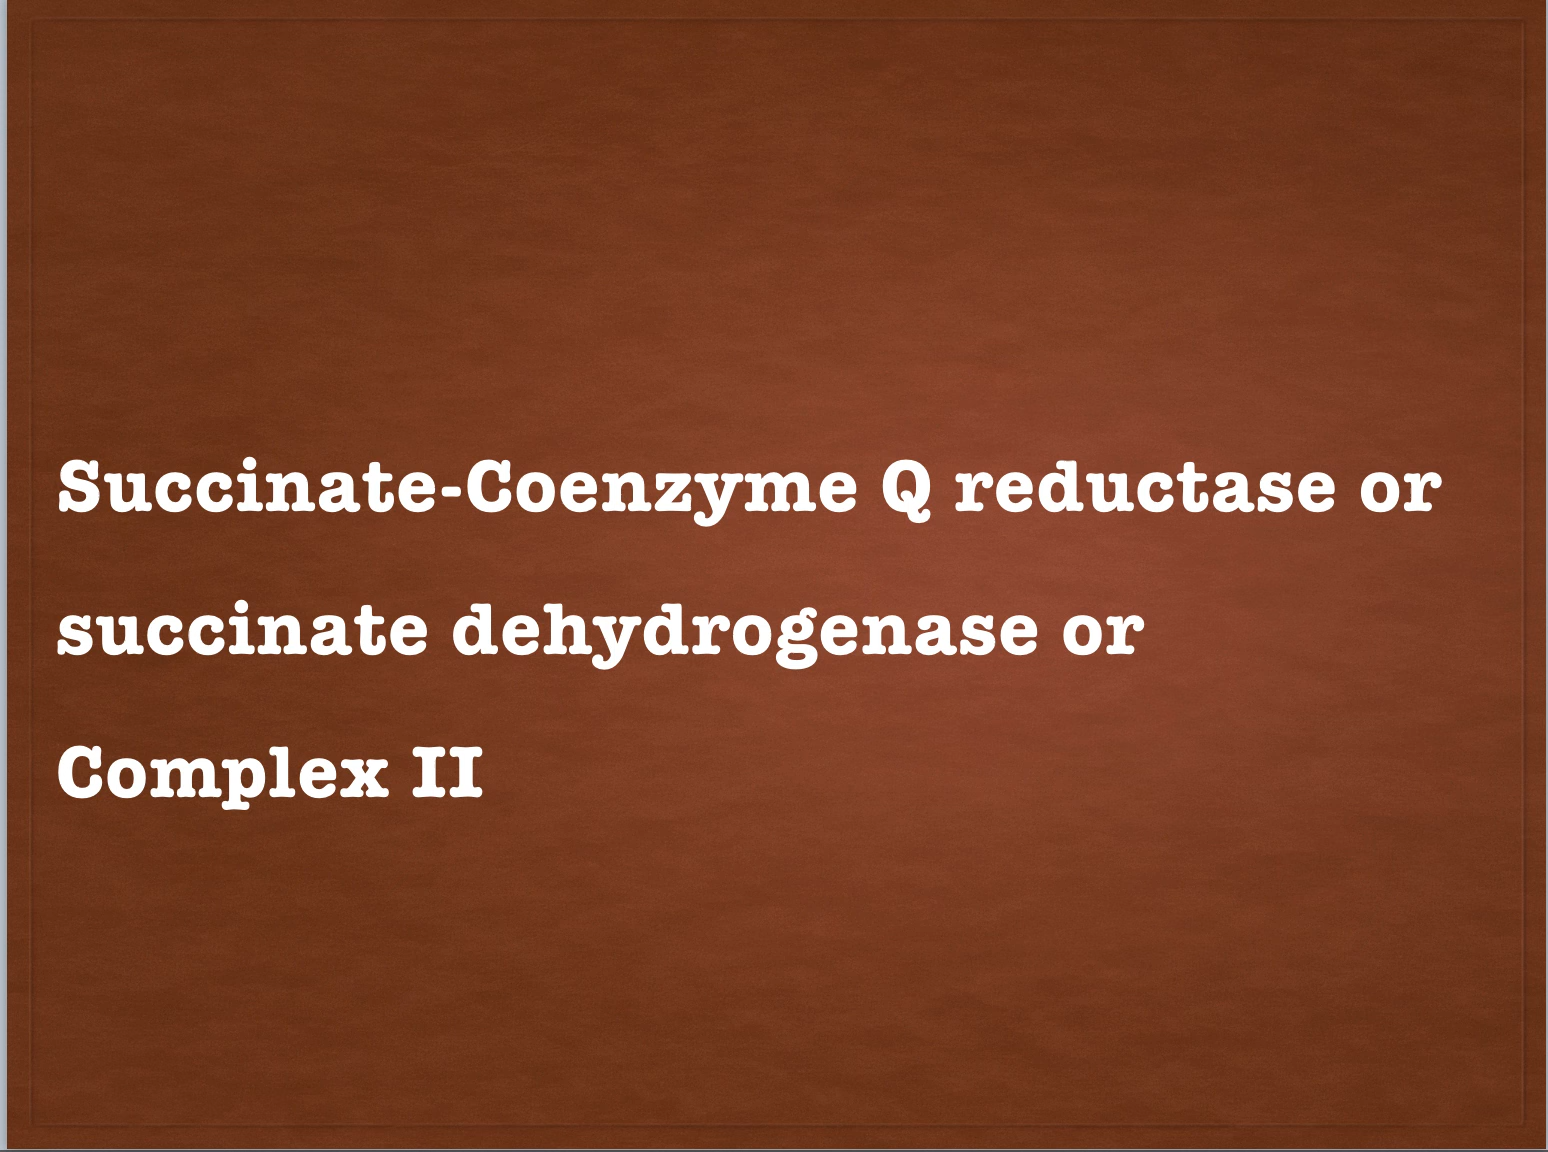 Succinate-Coenzyme Q reductase or
succinate dehydrogenase or
Complex II